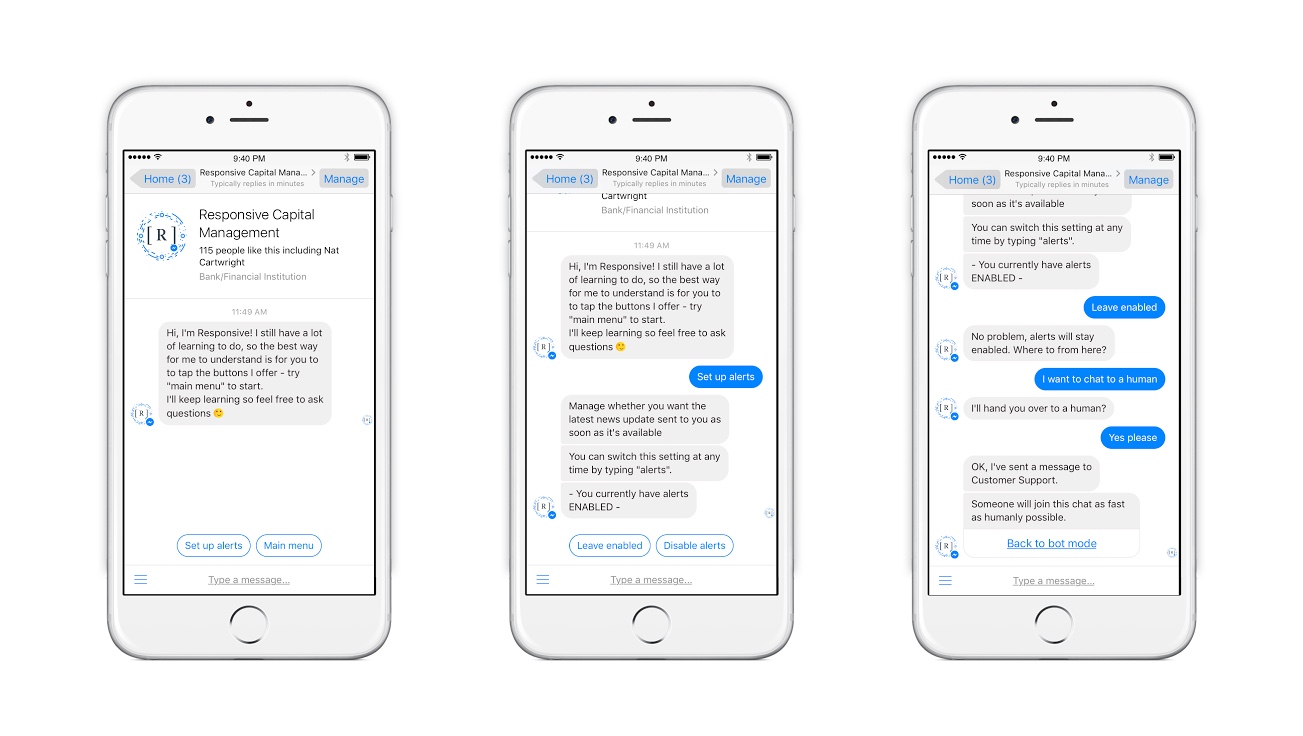 9:40 PM
Home (3)
Responsive Capital Mana...
Typically replies in minutes
Manage
[R]
Responsive Capital
Management
115 people like this including Nat
Cartwright
Bank/Financial Institution
11:49 AM
Hi, I'm Responsive! I still have a lot
of learning to do, so the best way
for me to understand is for you to
to tap the buttons I offer - try
"main menu" to start.
I'll keep learning so feel free to ask
questions
[R]
Set up alerts
Main menu
Type a message...
9:40 PM
Home (3)
Responsive Capital Mana...
Typically replies in minutes
Manage
Cartwright
Bank/Financial Institution
11:49 AM
Hi, I'm Responsive! I still have a lot
of learning to do, so the best way
for me to understand is for you to
to tap the buttons I offer - try
"main menu" to start.
I'll keep learning so feel free to ask
questions
[R]
Set up alerts
Manage whether you want the
latest news update sent to you as
soon as it's available
You can switch this setting at any
time by typing "alerts".
- You currently have alerts
ENABLED -
[R]
Leave enabled
Disable alerts
Type a message...
9:40 PM
Home (3)
Responsive Capital Mana...
Typically replies in minutes
Manage
soon as it's available
You can switch this setting at any
time by typing "alerts".
- You currently have alerts
ENABLED -
[R]
Leave enabled
No problem, alerts will stay
enabled. Where to from here?
[R]
I want to chat to a human
I'll hand you over to a human?
[R]
Yes please
OK, I've sent a message to
Customer Support.
Someone will join this chat as fast
as humanly possible.
Back to bot mode
[R]
Type a message...